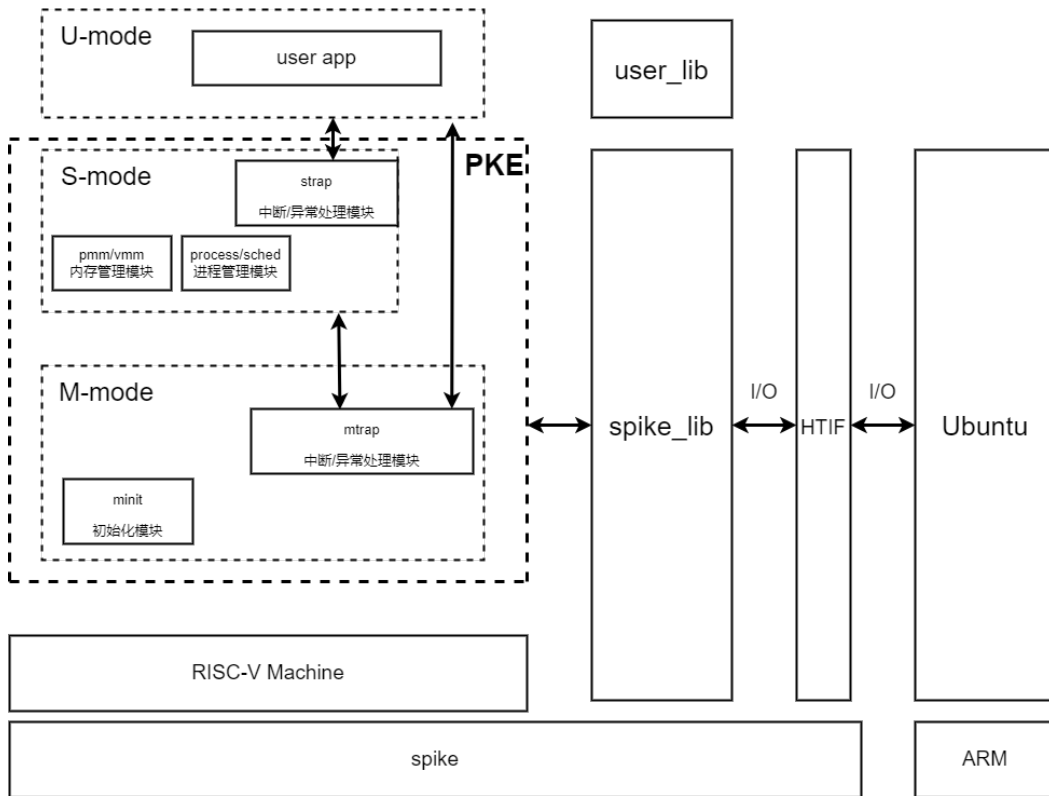 U-mode
user app
user_lib
PKE
S-mode
strap
中断/异常处理模块
pmm/vmm
内存管理模块
process/sched
进程管理模块
M-mode
mtrap
中断/异常处理模块
minit
初始化模块
spike_lib
I/O
HTIF
I/O
Ubuntu
RISC-V Machine
spike
ARM